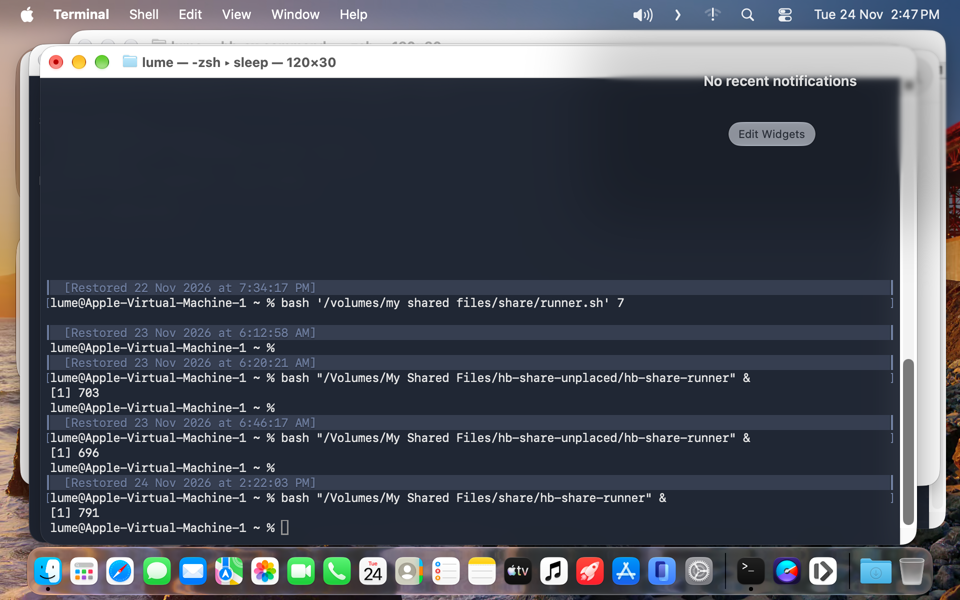 Terminal Shell Edit View Window Help Tue 24 Nov 2:47 PM
lume — -zsh ▸ sleep — 120×30
No recent notifications
Edit Widgets
[Restored 22 Nov 2026 at 7:34:17 PM]
[lume@Apple-Virtual-Machine-1 ~ % bash '/volumes/my shared files/share/runner.sh' 7 ]
[Restored 23 Nov 2026 at 6:12:58 AM]
lume@Apple-Virtual-Machine-1 ~ %
[Restored 23 Nov 2026 at 6:20:21 AM]
[lume@Apple-Virtual-Machine-1 ~ % bash "/Volumes/My Shared Files/hb-share-unplaced/hb-share-runner" & ]
[1] 703
lume@Apple-Virtual-Machine-1 ~ %
[Restored 23 Nov 2026 at 6:46:17 AM]
[lume@Apple-Virtual-Machine-1 ~ % bash "/Volumes/My Shared Files/hb-share-unplaced/hb-share-runner" & ]
[1] 696
lume@Apple-Virtual-Machine-1 ~ %
[Restored 24 Nov 2026 at 2:22:03 PM]
[lume@Apple-Virtual-Machine-1 ~ % bash "/Volumes/My Shared Files/share/hb-share-runner" & ]
[1] 791
lume@Apple-Virtual-Machine-1 ~ %
Tue
24
tv